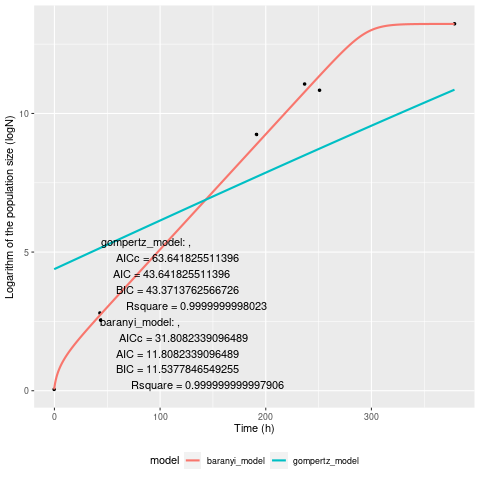 Logarithm of the population size (logN)
10
5
0
gompertz_model: ,
AICc = 63.641825511396
AIC = 43.641825511396
BIC = 43.3713762566726
Rsquare = 0.9999999998023
baranyi_model: ,
AICc = 31.8082339096489
AIC = 11.8082339096489
BIC = 11.5377846549255
Rsquare = 0.999999999997906
0 100 200 300
Time (h)
model baranyi_model gompertz_model